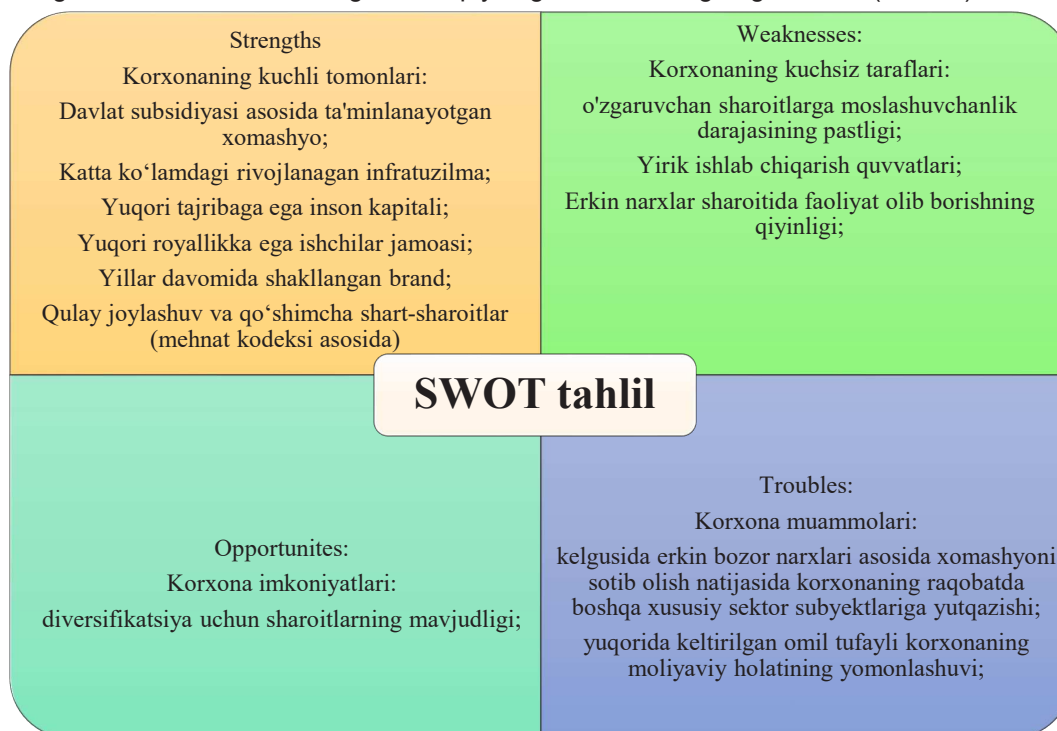 Strengths
Korxonaning kuchli tomonlari:
Davlat subsidiyasi asosida ta'minlanayotgan
xomashyo;
Katta ko‘lamdagi rivojlanagan infratuzilma;
Yuqori tajribaga ega inson kapitali;
Yuqori royallikka ega ishchilar jamoasi;
Yillar davomida shakllangan brand;
Qulay joylashuv va qo‘shimcha shart-sharoitlar
(mehnat kodeksi asosida)
Weaknesses:
Korxonaning kuchsiz taraflari:
o'zgaruvchan sharoitlarga moslashuvchanlik
darajasining pastligi;
Yirik ishlab chiqarish quvvatlari;
Erkin narxlar sharoitida faoliyat olib borishning
qiyinligi;
SWOT tahlil
Opportunites:
Korxona imkoniyatlari:
diversifikatsiya uchun sharoitlarning mavjudligi;
Troubles:
Korxona muammolari:
kelgusida erkin bozor narxlari asosida xomashyoni
sotib olish natijasida korxonaning raqobatda
boshqa xususiy sektor subyektlariga yutqazishi;
yuqorida keltirilgan omil tufayli korxonaning
moliyaviy holatining yomonlashuvi;